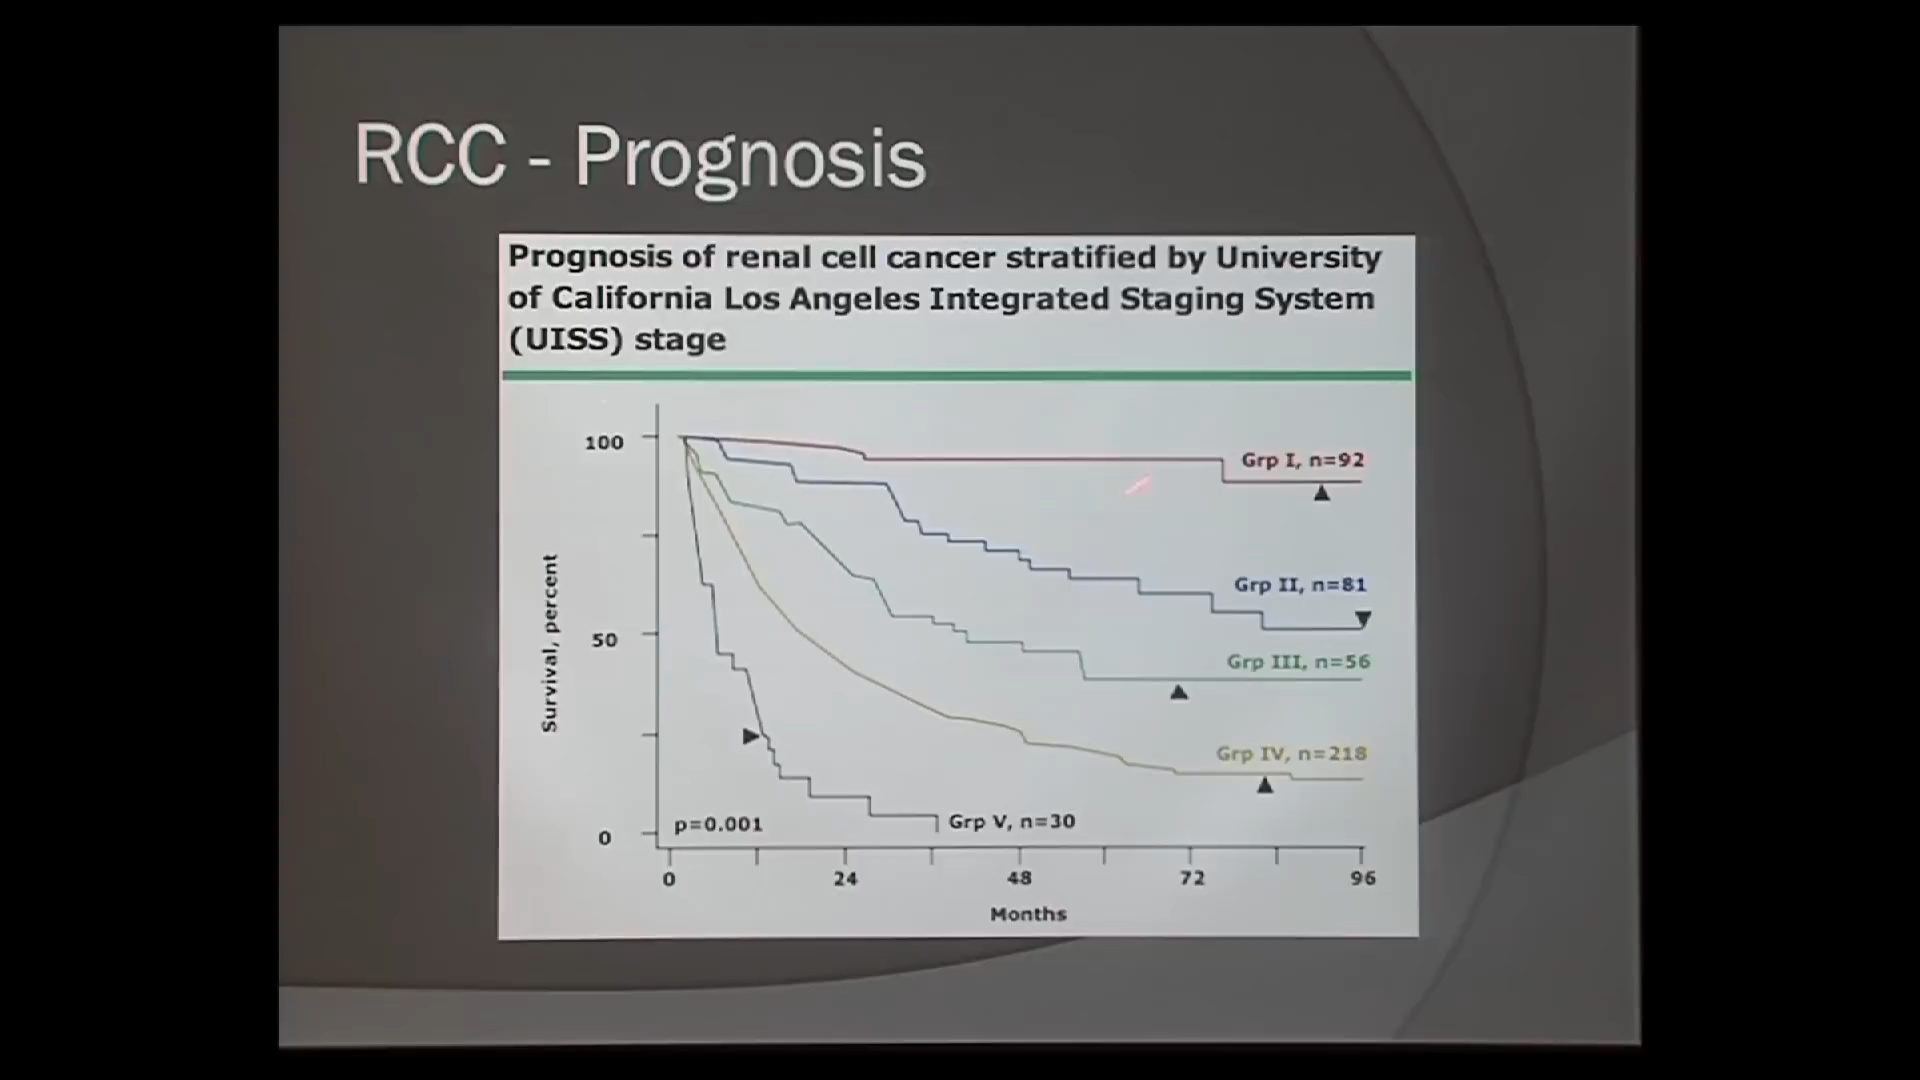 RCC - Prognosis
Prognosis of renal cell cancer stratified by University
of California Los Angeles Integrated Staging System
(UISS) stage
100
50
0
Survival, percent
Grp I, n=92
Grp II, n=81
Grp III, n=56
Grp IV, n=218
Grp V, n=30
p=0.001
0 24 48 72 96
Months